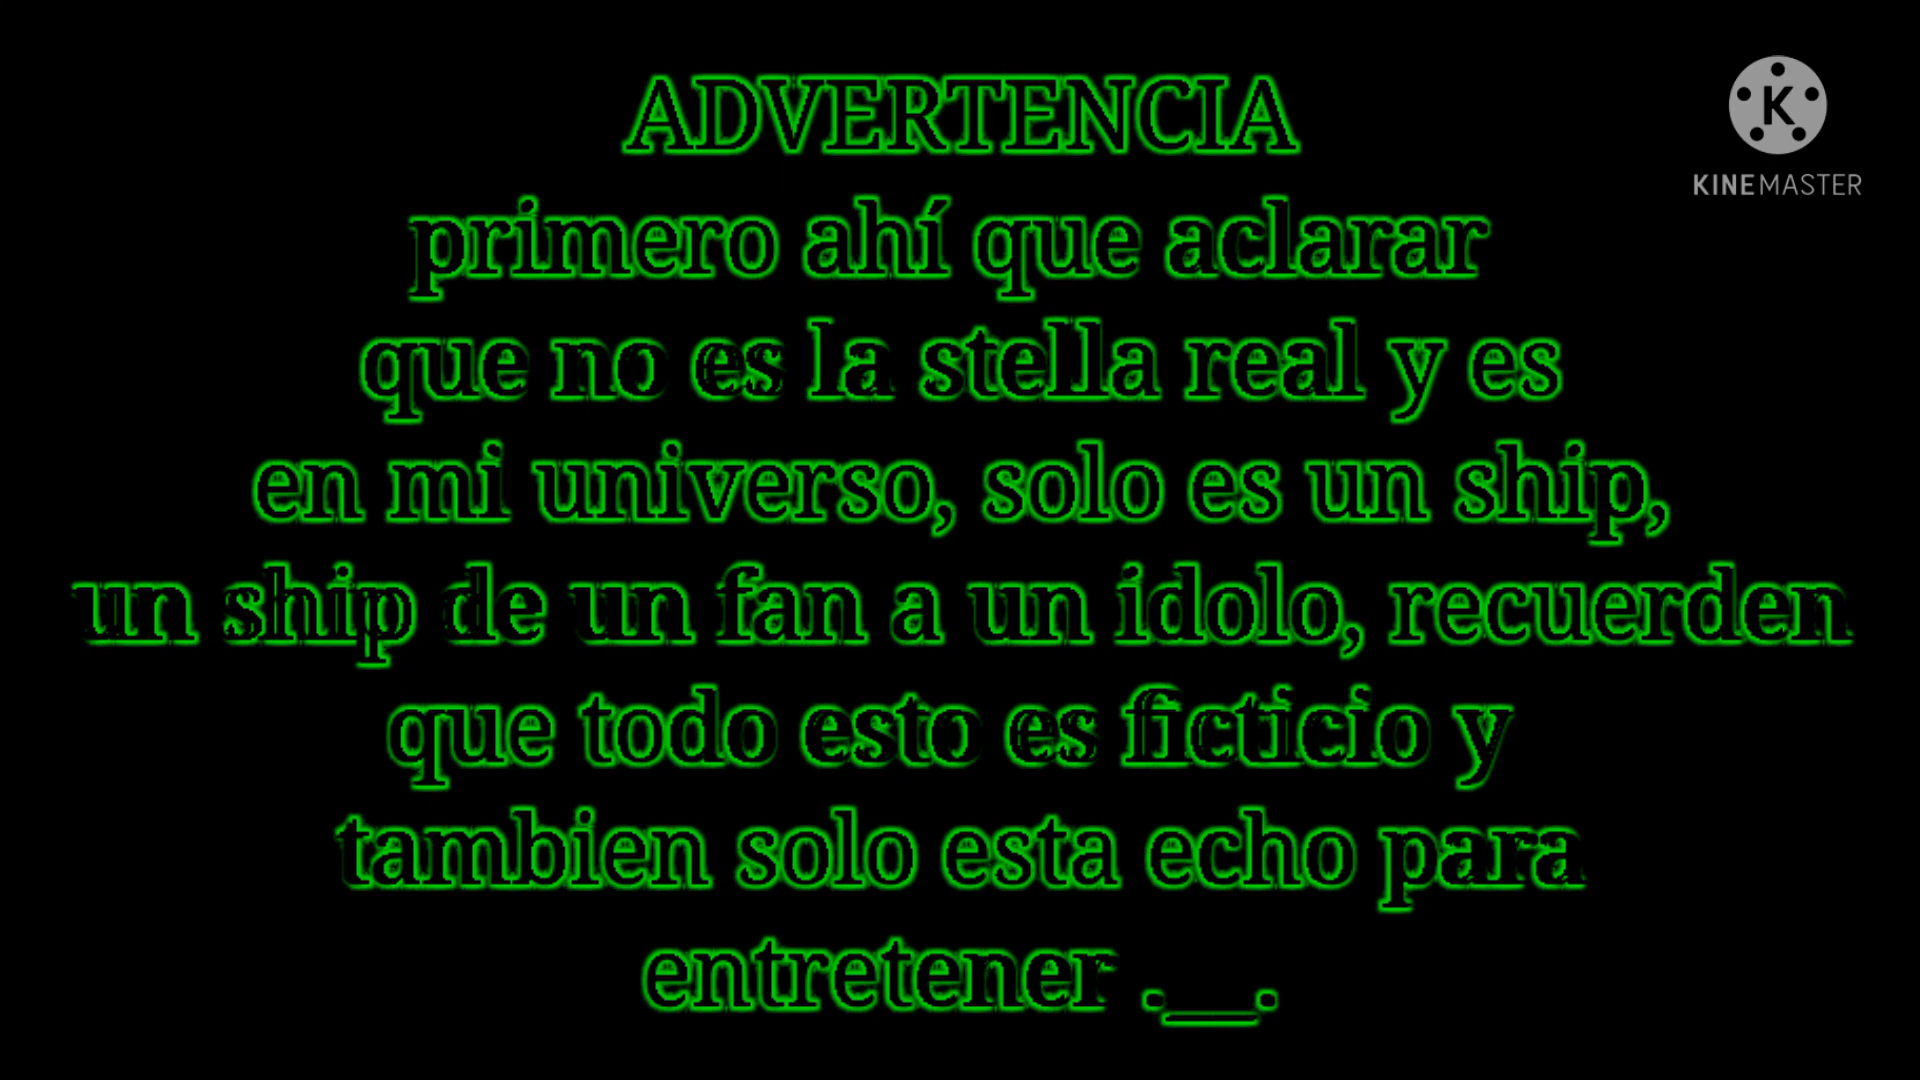 ADVERTENCIA
primero ahí que aclarar
que no es la stella real y es
en mi universo, solo es un ship,
un ship de un fan a un idolo, recuerden
que todo esto es ficticio y
tambien solo esta echo para
entretener .__.
K
KINEMASTER